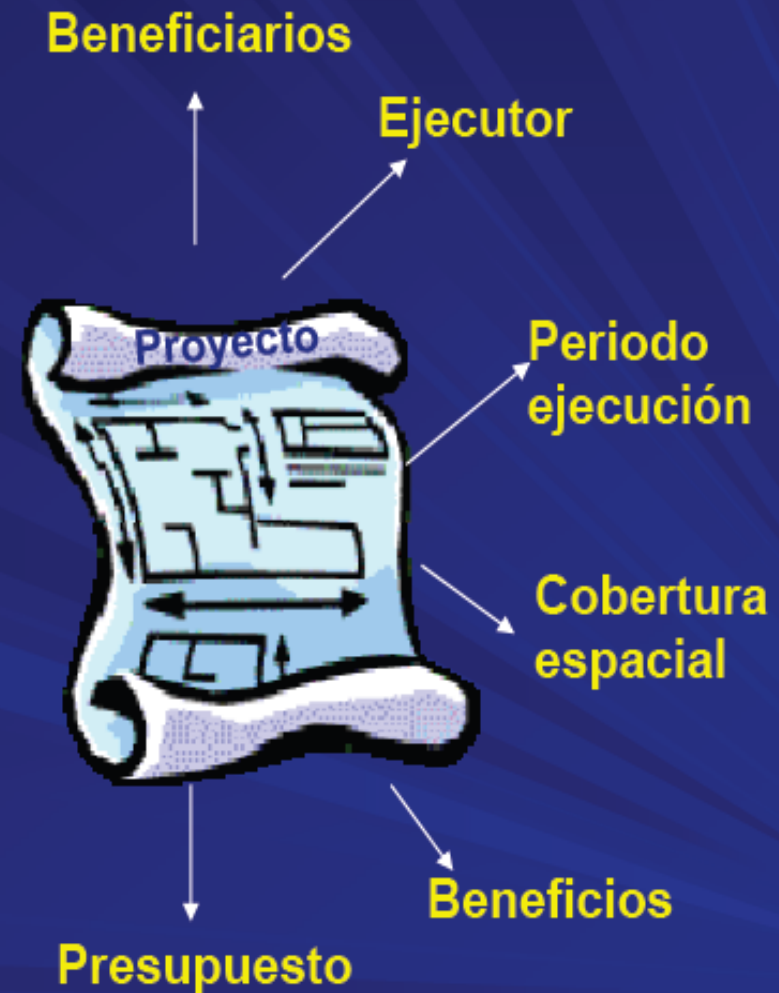 Beneficiarios
Ejecutor
Proyecto
Periodo
ejecución
Cobertura
espacial
Beneficios
Presupuesto